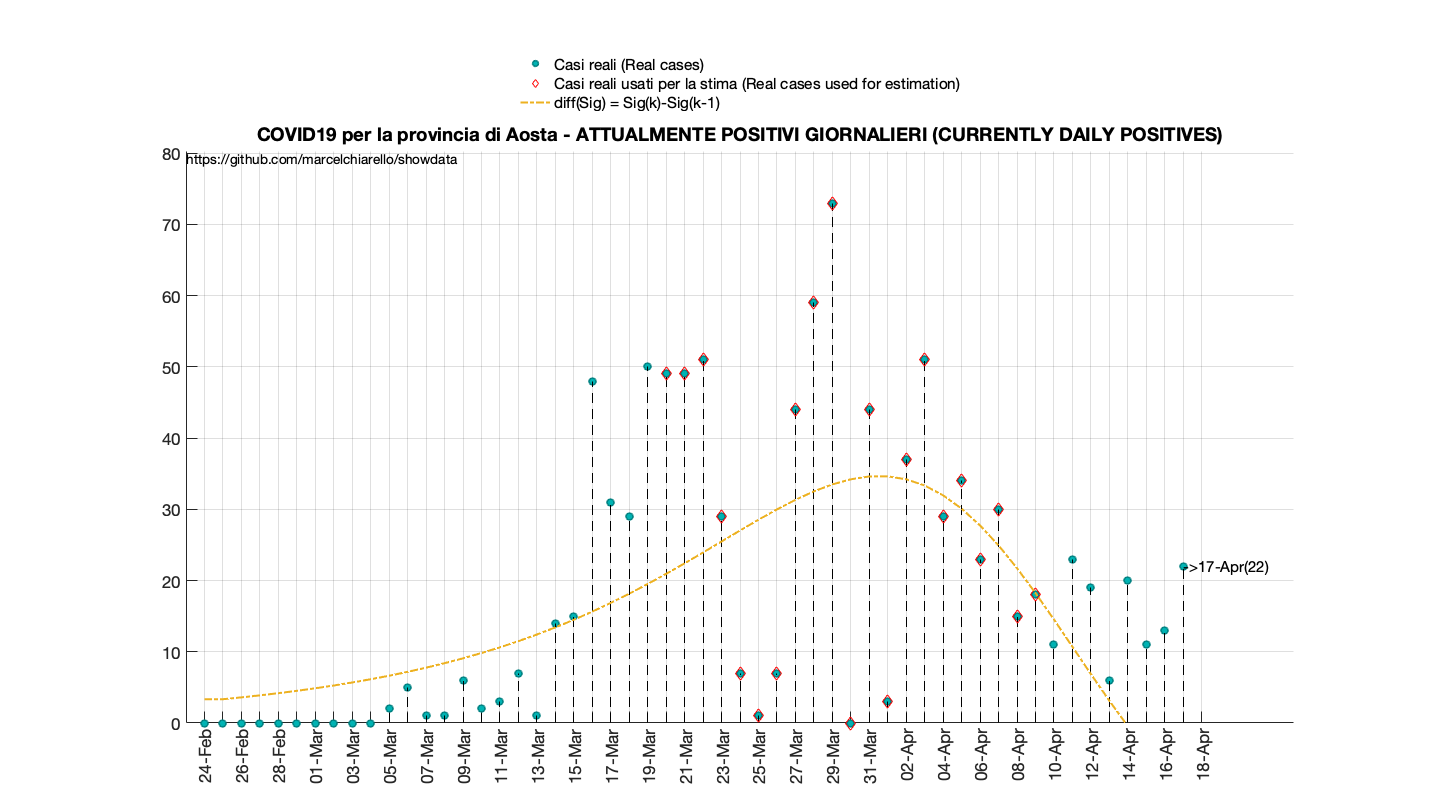 Casi reali (Real cases)
Casi reali usati per la stima (Real cases used for estimation)
diff(Sig) = Sig(k)-Sig(k-1)
COVID19 per la provincia di Aosta - ATTUALMENTE POSITIVI GIORNALIERI (CURRENTLY DAILY POSITIVES)
https://github.com/marcelchiarello/showdata
80
70
60
50
40
30
20
10
0
->17-Apr(22)
24-Feb
26-Feb
28-Feb
01-Mar
03-Mar
05-Mar
07-Mar
09-Mar
11-Mar
13-Mar
15-Mar
17-Mar
19-Mar
21-Mar
23-Mar
25-Mar
27-Mar
29-Mar
31-Mar
02-Apr
04-Apr
06-Apr
08-Apr
10-Apr
12-Apr
14-Apr
16-Apr
18-Apr